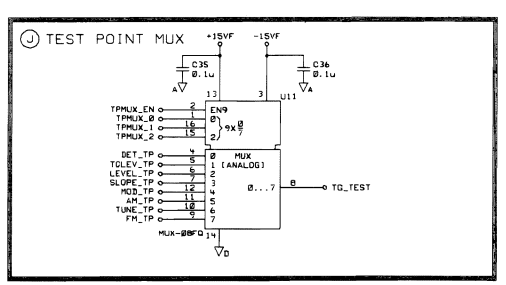 J TEST POINT MUX
+15VF -15VF
C35 C36
0.1u 0.1u
A A
13 3 U11
TPMUX_EN 2 EN9
TPMUX_0 1 0
TPMUX_1 16 9X 0/7
TPMUX_2 15 2
DET_TP 4 0 MUX
TCLEV_TP 5 1 [ANALOG]
LEVEL_TP 6 2
SLOPE_TP 7 3 0...7 8 TG_TEST
MOD_TP 12 4
AM_TP 11 5
TUNE_TP 10 6
FM_TP 9 7
MUX-08FQ 14
D